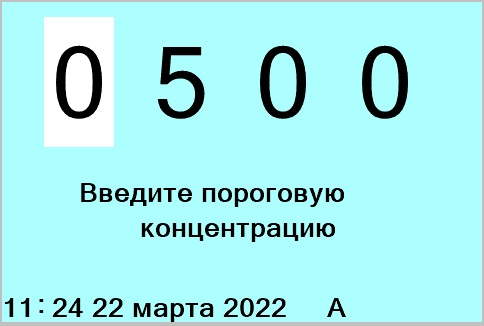 0 5 0 0
Введите пороговую
концентрацию
11: 24 22 марта 2022 А